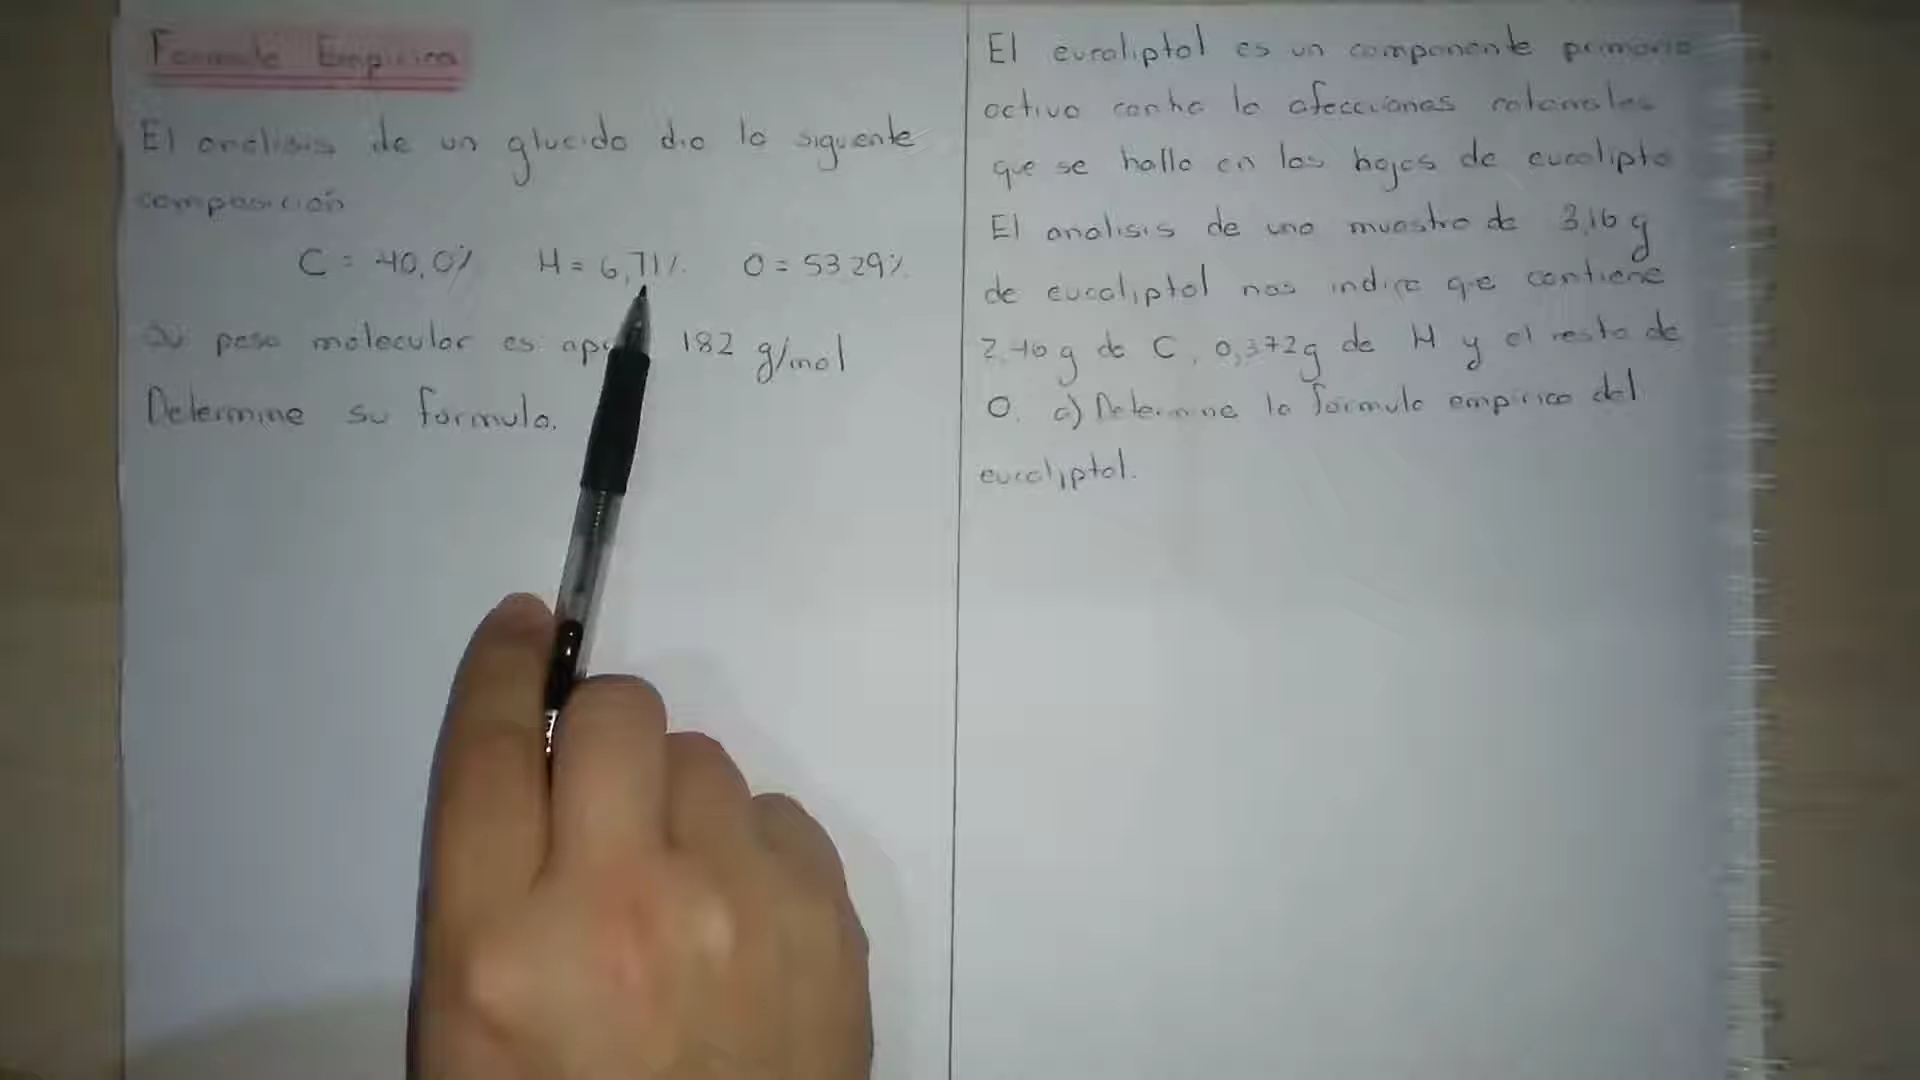 Formula Empirica
El analisis de un glucido dio la siguente
composición
C = 40,0% H = 6,71% O = 53,29%
Su peso molecular es 182 g/mol
Determine su formula.
El eucaliptol es un componente primario
activo contra la afecciones catarrales
que se halla en las hojas de eucalipto
El analisis de una muestra de 3,16 g
de eucaliptol nos indica que contiene
2,40 g de C, 0,372g de H y el resto de
O. a) Determine la formula empirica del
eucaliptol.